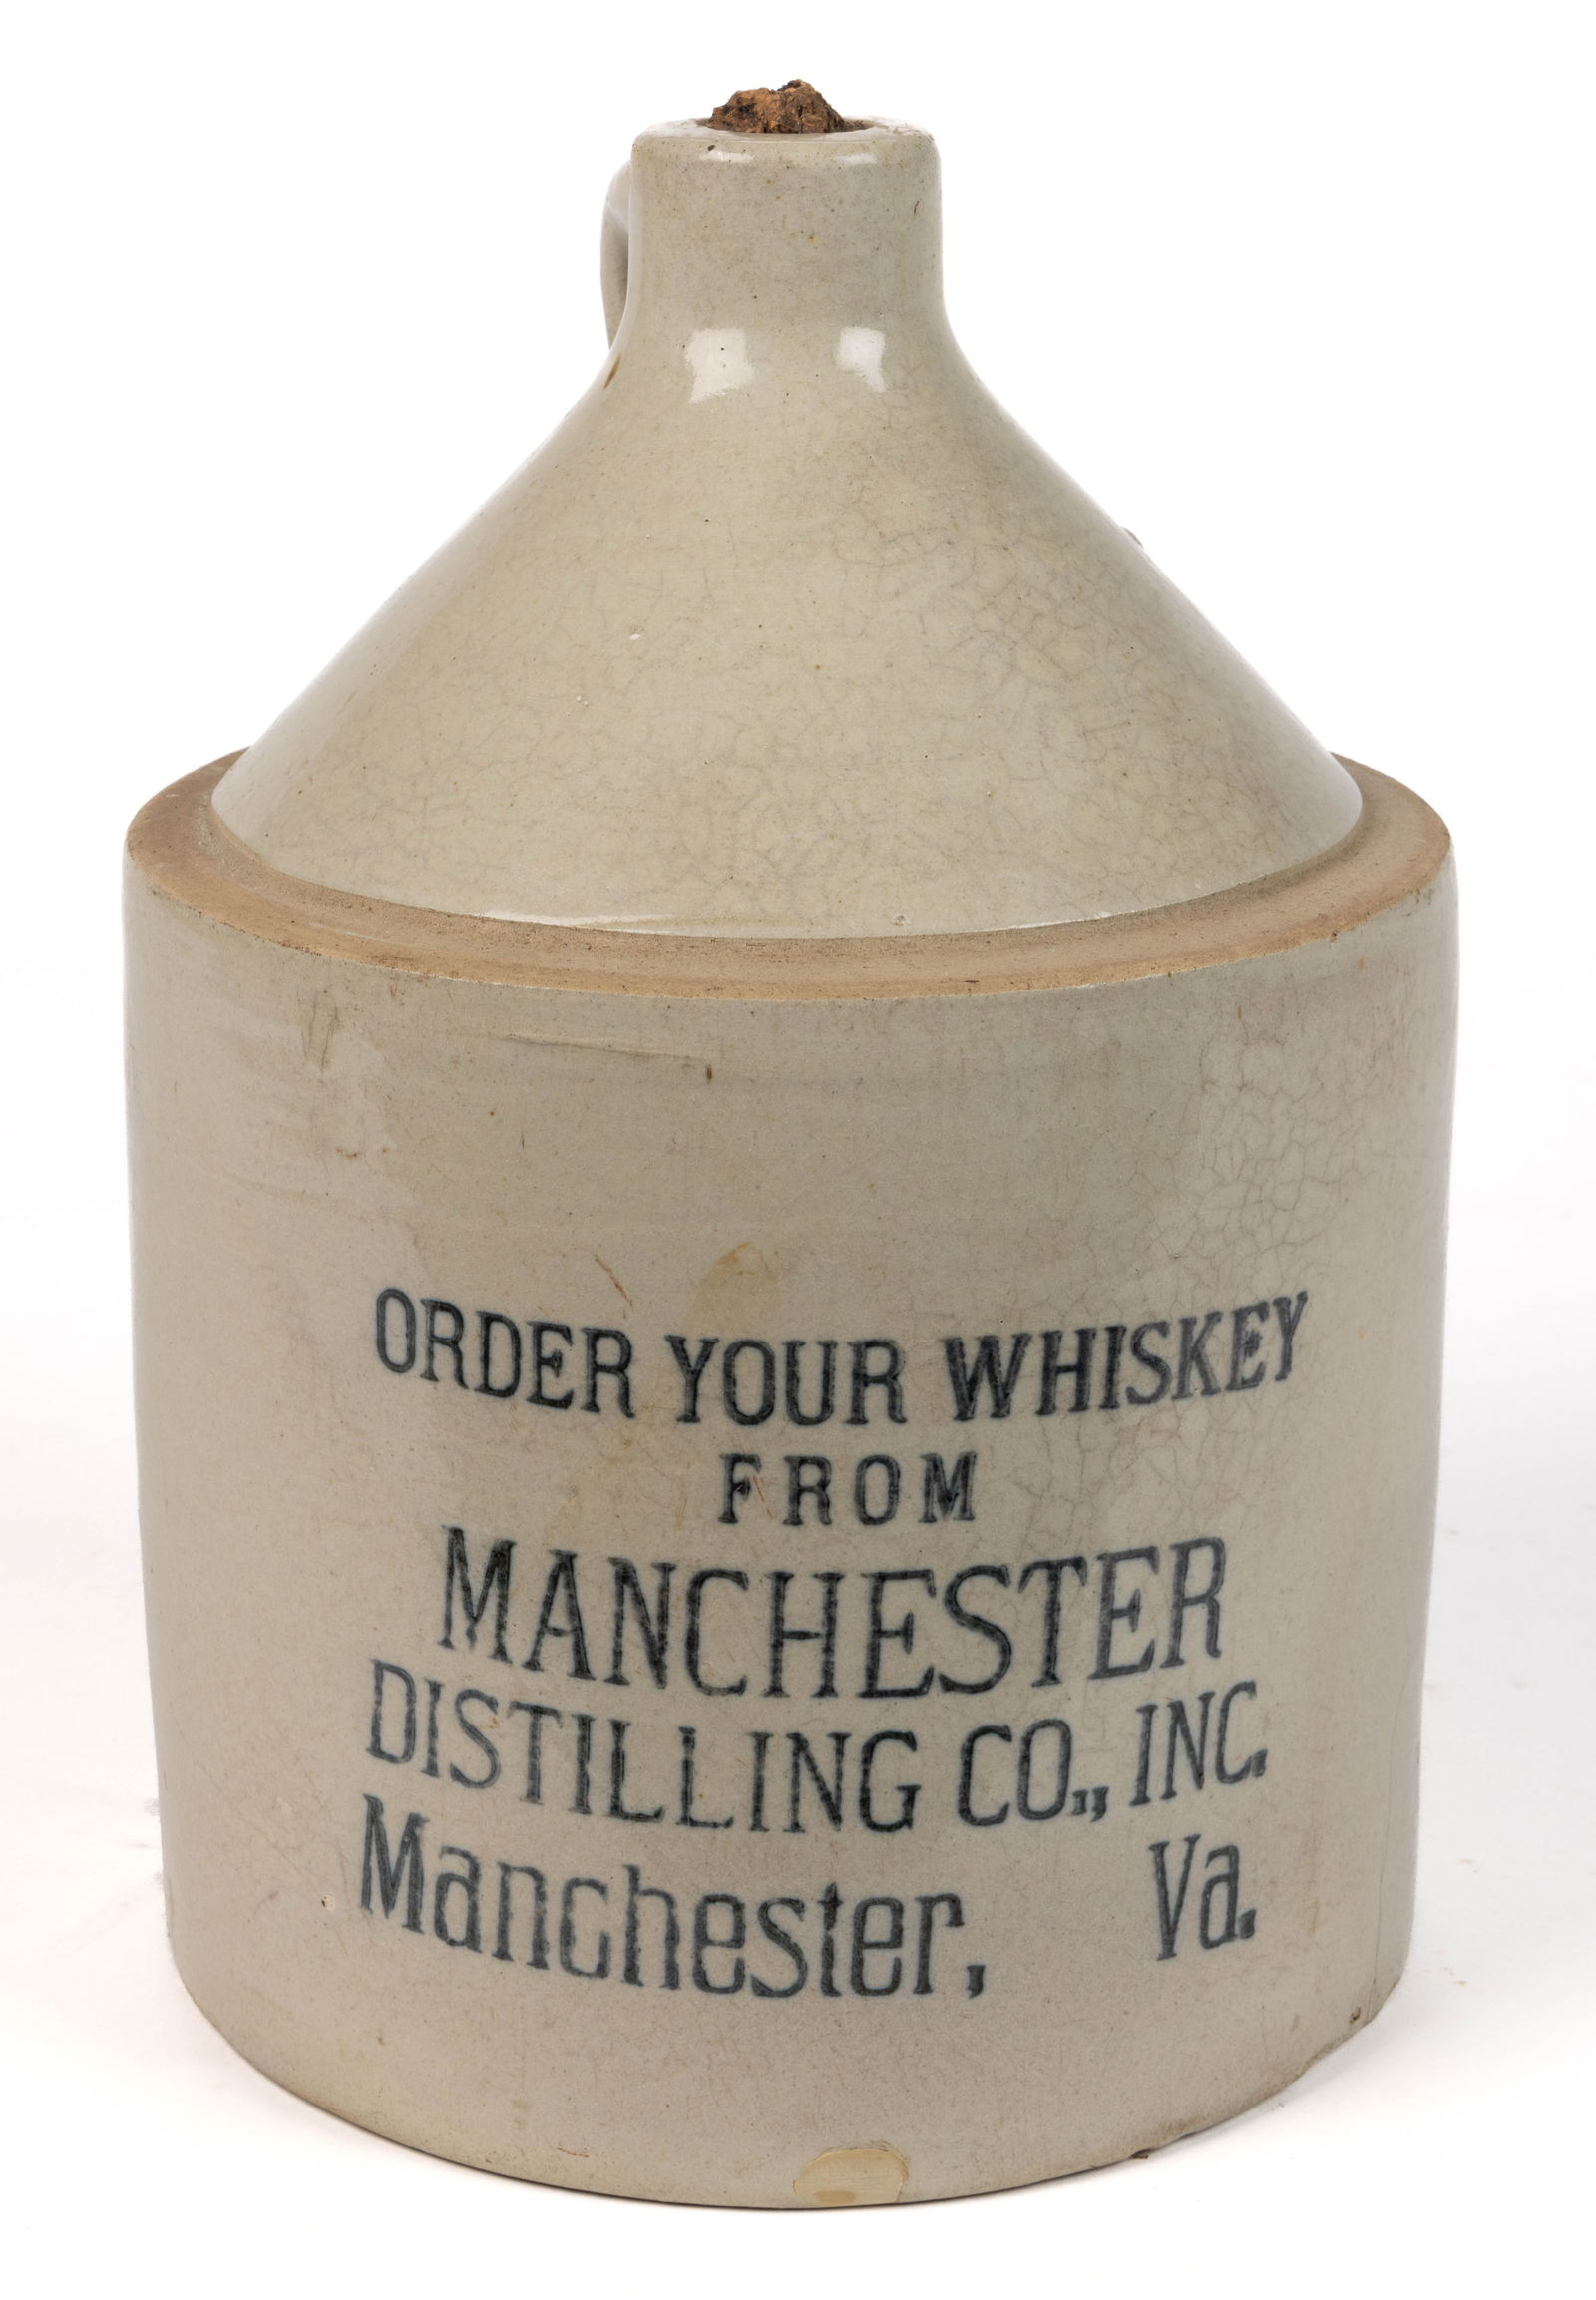 ORDER YOUR WHISKEY
FROM
MANCHESTER
DISTILLING CO., INC.
Manchester, Va.